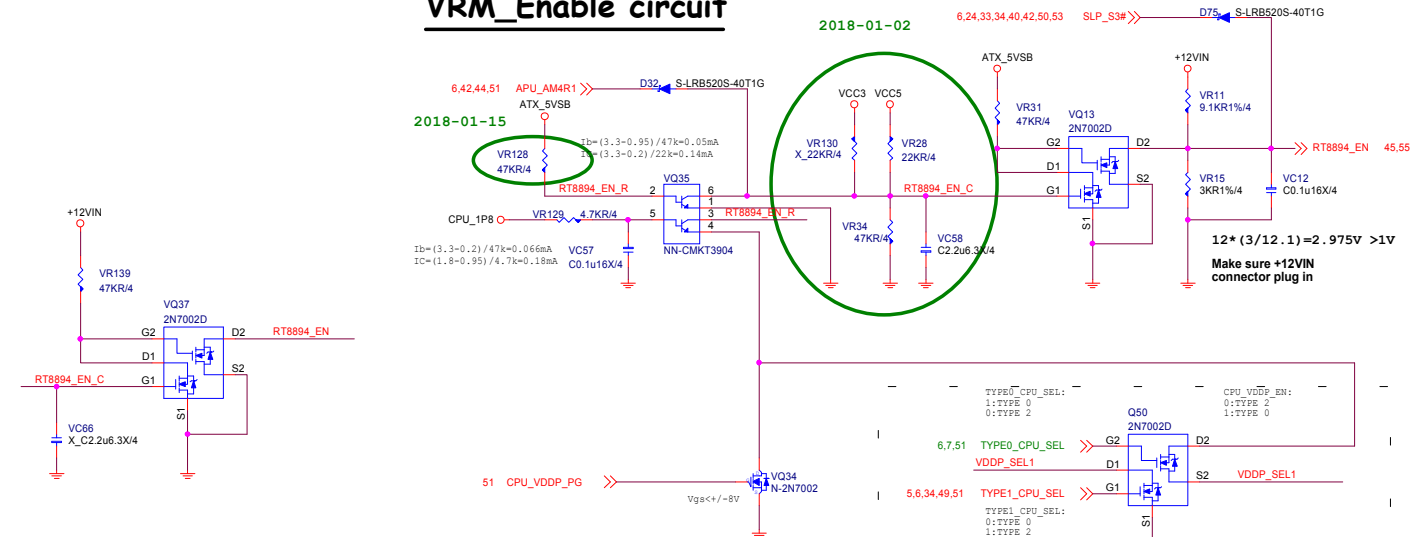 VRM_Enable circuit
2018-01-02
6,24,33,34,40,42,50,53 SLP_S3#
D75 S-LRB520S-40T1G
ATX_5VSB
+12VIN
6,42,44,51 APU_AM4R1
D32 S-LRB520S-40T1G
ATX_5VSB
VCC3 VCC5
VR31
47KR/4
VR11
9.1KR1%/4
2018-01-15
VQ13
2N7002D
Ib=(3.3-0.95)/47k=0.05mA
Ic=(3.3-0.2)/22k=0.14mA
VR128
47KR/4
VR130
X_22KR/4
VR28
22KR/4
G2
D2
RT8894_EN 45,55
D1
S2
VQ35
RT8894_EN_R
2
6
RT8894_EN_C
G1
VR15
3KR1%/4
VC12
C0.1u16X/4
1
CPU_1P8
VR129 4.7KR/4
5
3
RT8894_EN_R
4
S1
VR34
47KR/4
VC58
C2.2u6.3X/4
Ib=(3.3-0.2)/47k=0.066mA
IC=(1.8-0.95)/4.7k=0.18mA
VC57
C0.1u16X/4
NN-CMKT3904
12*(3/12.1)=2.975V >1V
Make sure +12VIN
connector plug in
+12VIN
VR139
47KR/4
VQ37
2N7002D
G2
D2
RT8894_EN
D1
S2
RT8894_EN_C
G1
S1
VC66
X_C2.2u6.3X/4
TYPE0_CPU_SEL:
1:TYPE 0
0:TYPE 2
CPU_VDDP_EN:
0:TYPE 2
1:TYPE 0
Q50
2N7002D
6,7,51 TYPE0_CPU_SEL
G2
D2
VDDP_SEL1
D1
S2
VDDP_SEL1
51 CPU_VDDP_PG
VQ34
N-2N7002
Vgs<+/-8V
5,6,34,49,51 TYPE1_CPU_SEL
G1
S1
TYPE1_CPU_SEL:
0:TYPE 0
1:TYPE 2